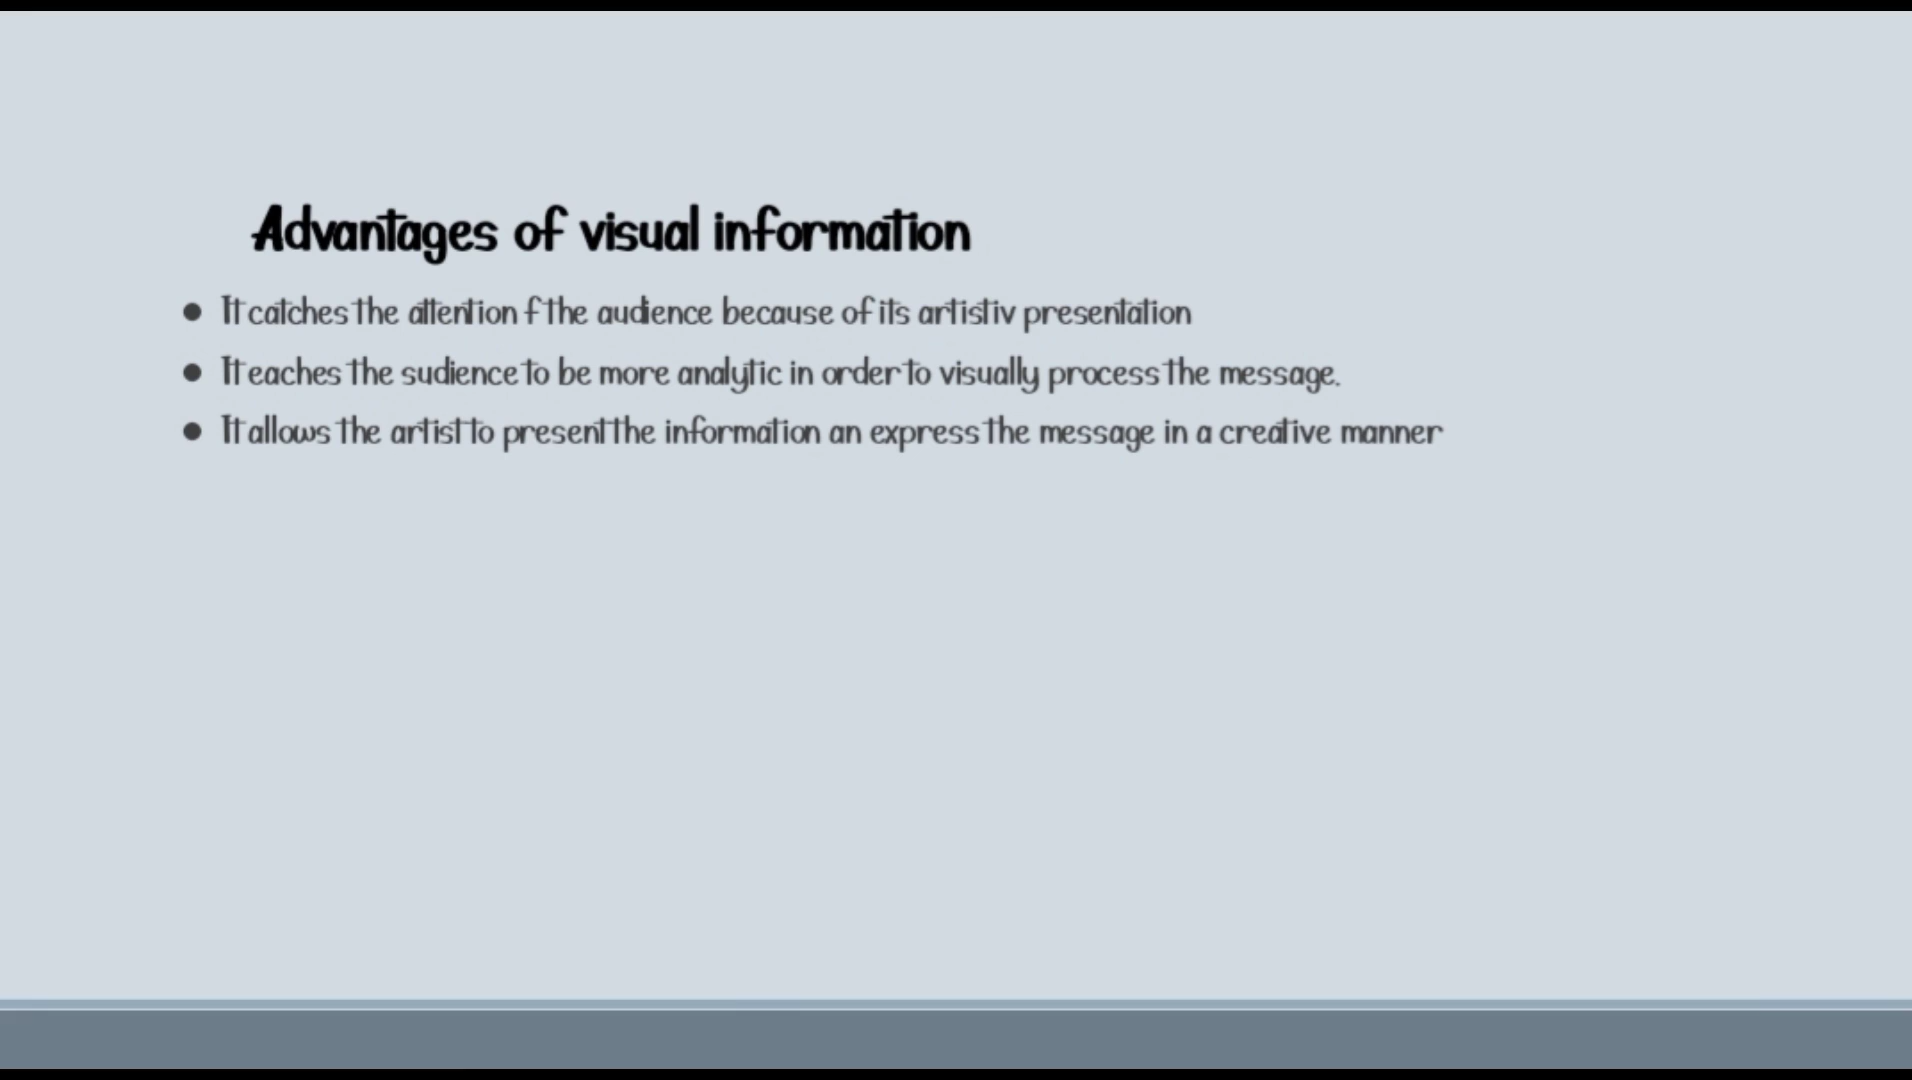 Advantages of visual information
It catches the attention f the audience because of its artistiv presentation
It eaches the sudience to be more analytic in order to visually process the message.
It allows the artist to present the information an express the message in a creative manner